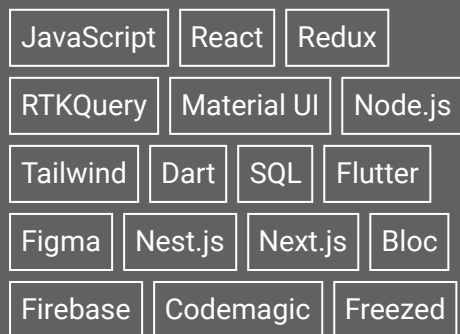 JavaScript React Redux
RTKQuery Material UI Node.js
Tailwind Dart SQL Flutter
Figma Nest.js Next.js Bloc
Firebase Codemagic Freezed